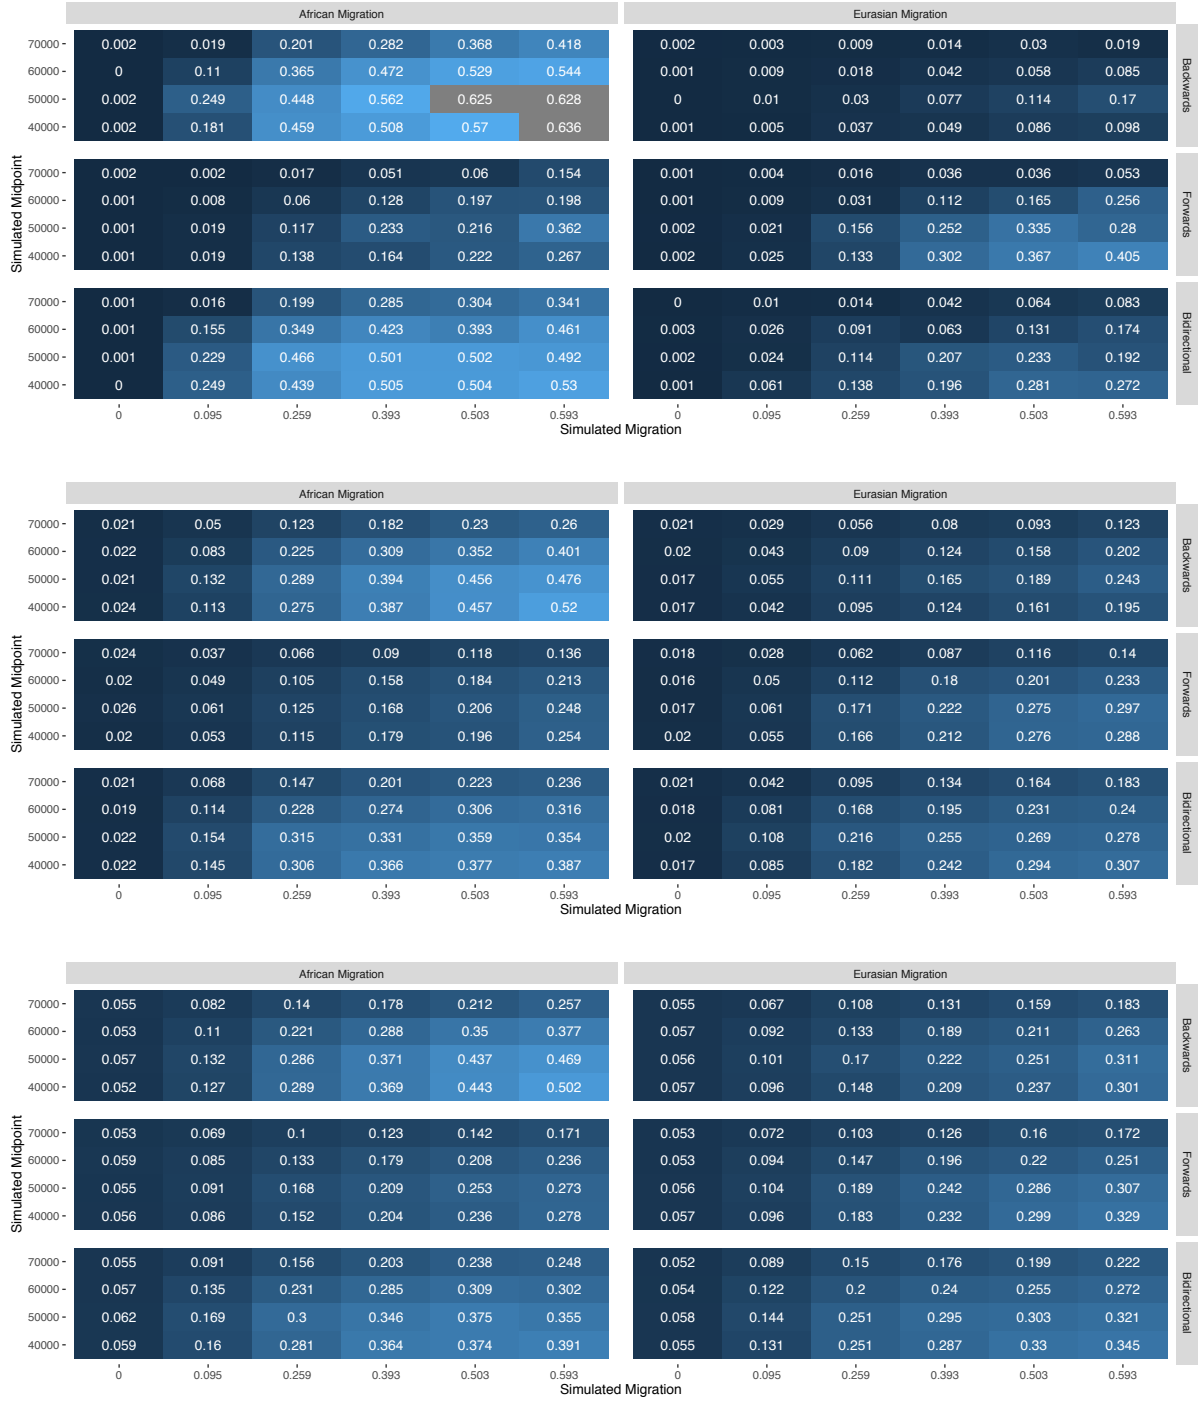 African Migration Eurasian Migration
70000 0.002 0.019 0.201 0.282 0.368 0.418 0.002 0.003 0.009 0.014 0.03 0.019
60000 0 0.11 0.365 0.472 0.529 0.544 0.001 0.009 0.018 0.042 0.058 0.085
50000 0.002 0.249 0.448 0.562 0.625 0.628 0 0.01 0.03 0.077 0.114 0.17
40000 0.002 0.181 0.459 0.508 0.57 0.636 0.001 0.005 0.037 0.049 0.086 0.098
Backwards
70000 0.002 0.002 0.017 0.051 0.06 0.154 0.001 0.004 0.016 0.036 0.036 0.053
60000 0.001 0.008 0.06 0.128 0.197 0.198 0.001 0.009 0.031 0.112 0.165 0.256
50000 0.001 0.019 0.117 0.233 0.216 0.362 0.002 0.021 0.156 0.252 0.335 0.28
40000 0.001 0.019 0.138 0.164 0.222 0.267 0.002 0.025 0.133 0.302 0.367 0.405
Forwards
Simulated Midpoint
70000 0.001 0.016 0.199 0.285 0.304 0.341 0 0.01 0.014 0.042 0.064 0.083
60000 0.001 0.155 0.349 0.423 0.393 0.461 0.003 0.026 0.091 0.063 0.131 0.174
50000 0.001 0.229 0.466 0.501 0.502 0.492 0.002 0.024 0.114 0.207 0.233 0.192
40000 0 0.249 0.439 0.505 0.504 0.53 0.001 0.061 0.138 0.196 0.281 0.272
Bidirectional
0 0.095 0.259 0.393 0.503 0.593 0 0.095 0.259 0.393 0.503 0.593
Simulated Migration
African Migration Eurasian Migration
70000 0.021 0.05 0.123 0.182 0.23 0.26 0.021 0.029 0.056 0.08 0.093 0.123
60000 0.022 0.083 0.225 0.309 0.352 0.401 0.02 0.043 0.09 0.124 0.158 0.202
50000 0.021 0.132 0.289 0.394 0.456 0.476 0.017 0.055 0.111 0.165 0.189 0.243
40000 0.024 0.113 0.275 0.387 0.457 0.52 0.017 0.042 0.095 0.124 0.161 0.195
Backwards
70000 0.024 0.037 0.066 0.09 0.118 0.136 0.018 0.028 0.062 0.087 0.116 0.14
60000 0.02 0.049 0.105 0.158 0.184 0.213 0.016 0.05 0.112 0.18 0.201 0.233
50000 0.026 0.061 0.125 0.168 0.206 0.248 0.017 0.061 0.171 0.222 0.275 0.297
40000 0.02 0.053 0.115 0.179 0.196 0.254 0.02 0.055 0.166 0.212 0.276 0.288
Forwards
Simulated Midpoint
70000 0.021 0.068 0.147 0.201 0.223 0.236 0.021 0.042 0.095 0.134 0.164 0.183
60000 0.019 0.114 0.228 0.274 0.306 0.316 0.018 0.081 0.168 0.195 0.231 0.24
50000 0.022 0.154 0.315 0.331 0.359 0.354 0.02 0.108 0.216 0.255 0.269 0.278
40000 0.022 0.145 0.306 0.366 0.377 0.387 0.017 0.085 0.182 0.242 0.294 0.307
Bidirectional
0 0.095 0.259 0.393 0.503 0.593 0 0.095 0.259 0.393 0.503 0.593
Simulated Migration
African Migration Eurasian Migration
70000 0.055 0.082 0.14 0.178 0.212 0.257 0.055 0.067 0.108 0.131 0.159 0.183
60000 0.053 0.11 0.221 0.288 0.35 0.377 0.057 0.092 0.133 0.189 0.211 0.263
50000 0.057 0.132 0.286 0.371 0.437 0.469 0.056 0.101 0.17 0.222 0.251 0.311
40000 0.052 0.127 0.289 0.369 0.443 0.502 0.057 0.096 0.148 0.209 0.237 0.301
Backwards
70000 0.053 0.069 0.1 0.123 0.142 0.171 0.053 0.072 0.103 0.126 0.16 0.172
60000 0.059 0.085 0.133 0.179 0.208 0.236 0.053 0.094 0.147 0.196 0.22 0.251
50000 0.055 0.091 0.168 0.209 0.253 0.273 0.056 0.104 0.189 0.242 0.286 0.307
40000 0.056 0.086 0.152 0.204 0.236 0.278 0.057 0.096 0.183 0.232 0.299 0.329
Forwards
Simulated Midpoint
70000 0.055 0.091 0.156 0.203 0.238 0.248 0.052 0.089 0.15 0.176 0.199 0.222
60000 0.057 0.135 0.231 0.285 0.309 0.302 0.054 0.122 0.2 0.24 0.255 0.272
50000 0.062 0.169 0.3 0.346 0.375 0.355 0.058 0.144 0.251 0.295 0.303 0.321
40000 0.059 0.16 0.281 0.364 0.374 0.391 0.055 0.131 0.251 0.287 0.33 0.345
Bidirectional
0 0.095 0.259 0.393 0.503 0.593 0 0.095 0.259 0.393 0.503 0.593
Simulated Migration